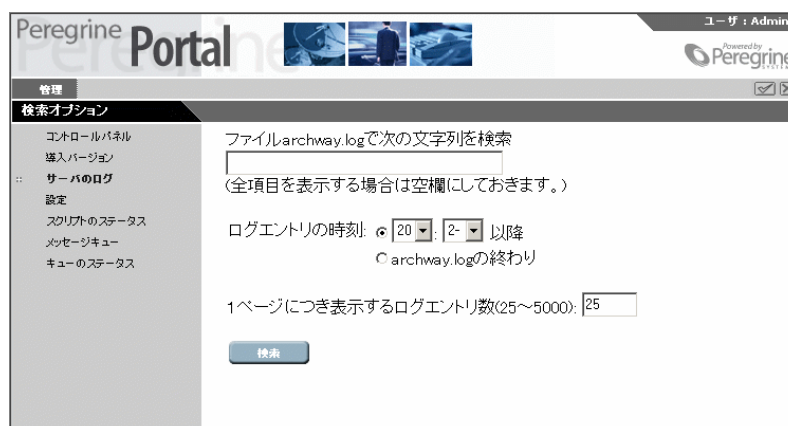 Peregrine Portal
ユーザ : Admin
Powered by
Peregrine
SYSTEMS
管理
検索オプション
コントロールパネル
導入バージョン
サーバのログ
設定
スクリプトのステータス
メッセージキュー
キューのステータス
ファイルarchway.logで次の文字列を検索
(全項目を表示する場合は空欄にしておきます。)
ログエントリの時刻: 20 : 2- 以降
archway.logの終わり
1ページにつき表示するログエントリ数(25〜5000): 25
検索